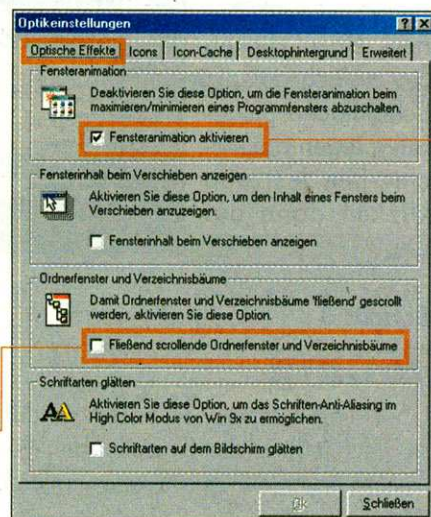 Optikeinstellungen
Optische Effekte Icons Icon-Cache Desktophintergrund Erweitert
Fensteranimation
Deaktivieren Sie diese Option, um die Fensteranimation beim
maximieren/minimieren eines Programmfensters abzuschalten.
Fensteranimation aktivieren
Fensterinhalt beim Verschieben anzeigen
Aktivieren Sie diese Option, um den Inhalt eines Fensters beim
Verschieben anzuzeigen.
Fensterinhalt beim Verschieben anzeigen
Ordnerfenster und Verzeichnisbäume
Damit Ordnerfenster und Verzeichnisbäume 'fließend' gescrollt
werden, aktivieren Sie diese Option.
Fließend scrollende Ordnerfenster und Verzeichnisbäume
Schriftarten glätten
Aktivieren Sie diese Option, um das Schriften-Anti-Aliasing im
High Color Modus von Win 9x zu ermöglichen.
Schriftarten auf dem Bildschirm glätten
Ok Schließen